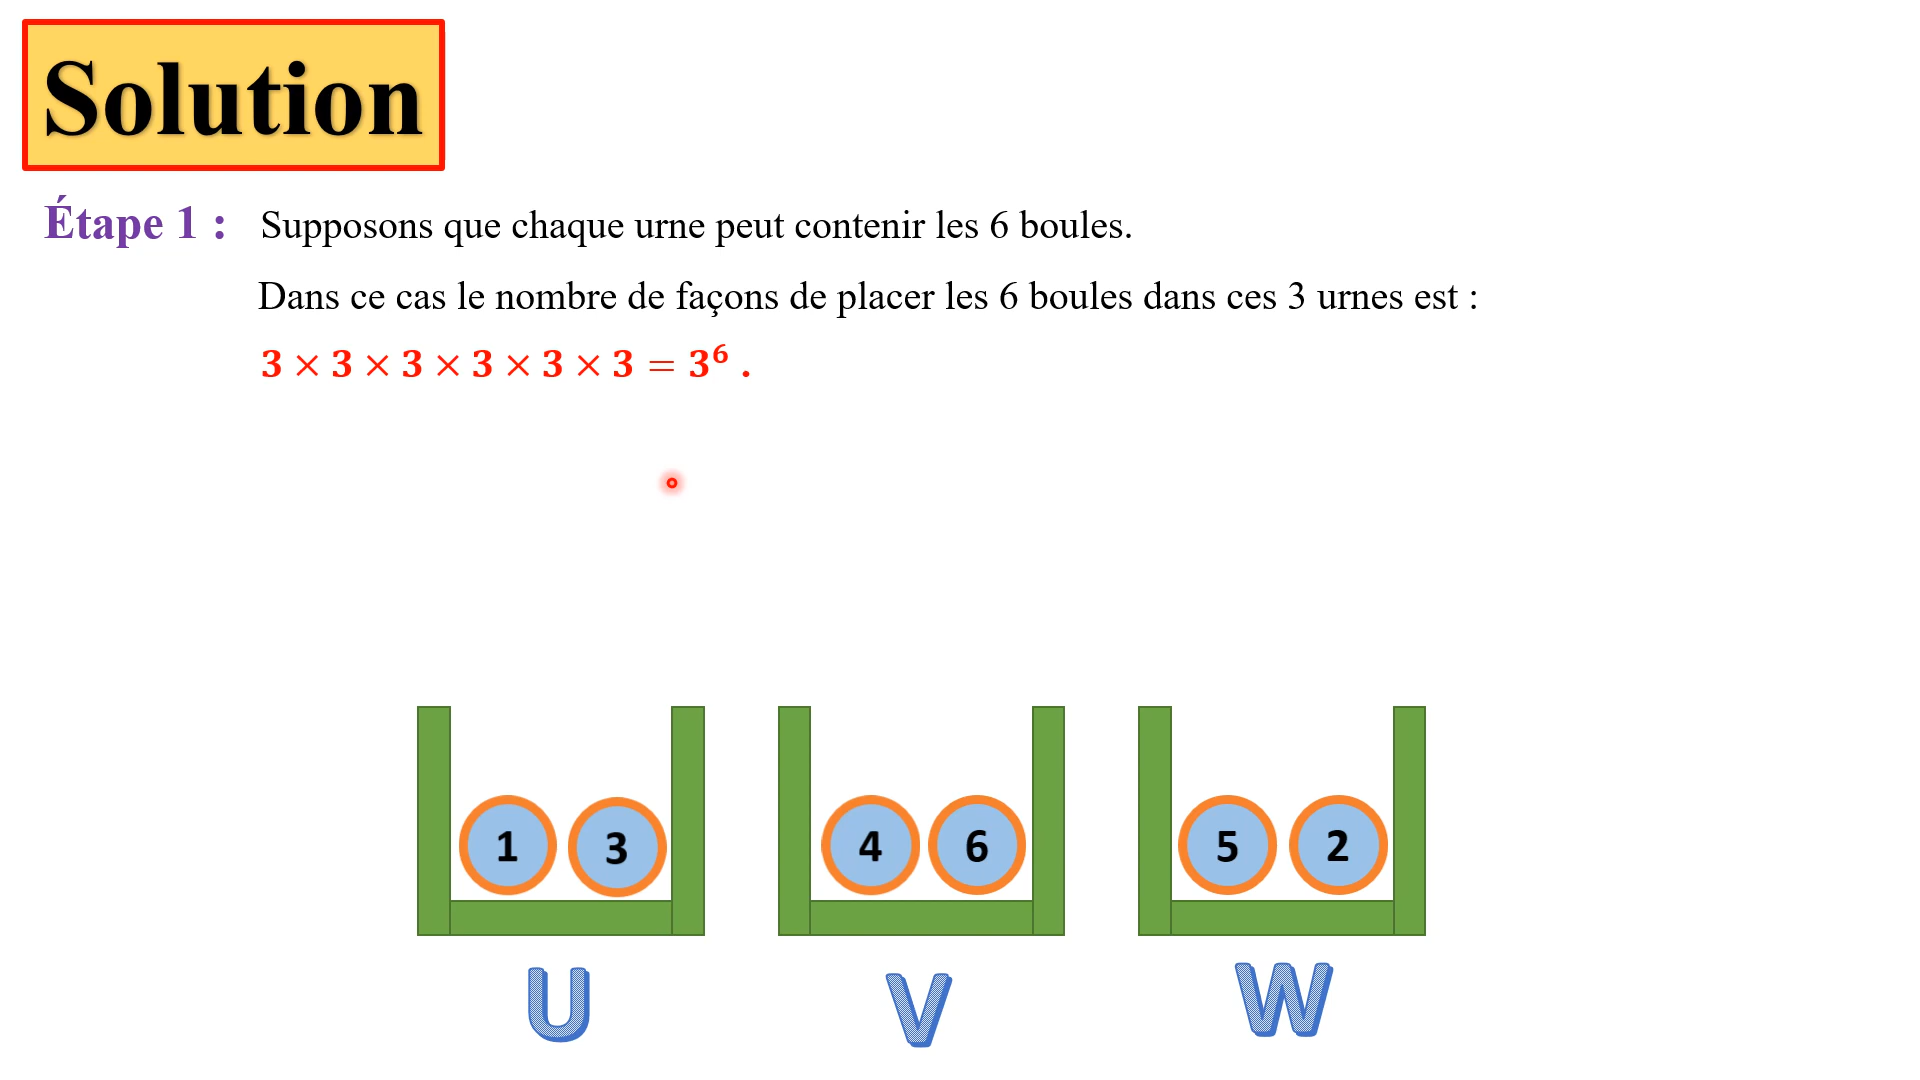 Solution
Étape 1 : Supposons que chaque urne peut contenir les 6 boules.
Dans ce cas le nombre de façons de placer les 6 boules dans ces 3 urnes est :
3 × 3 × 3 × 3 × 3 × 3 = 3⁶ .
1 3 4 6 5 2
U V W